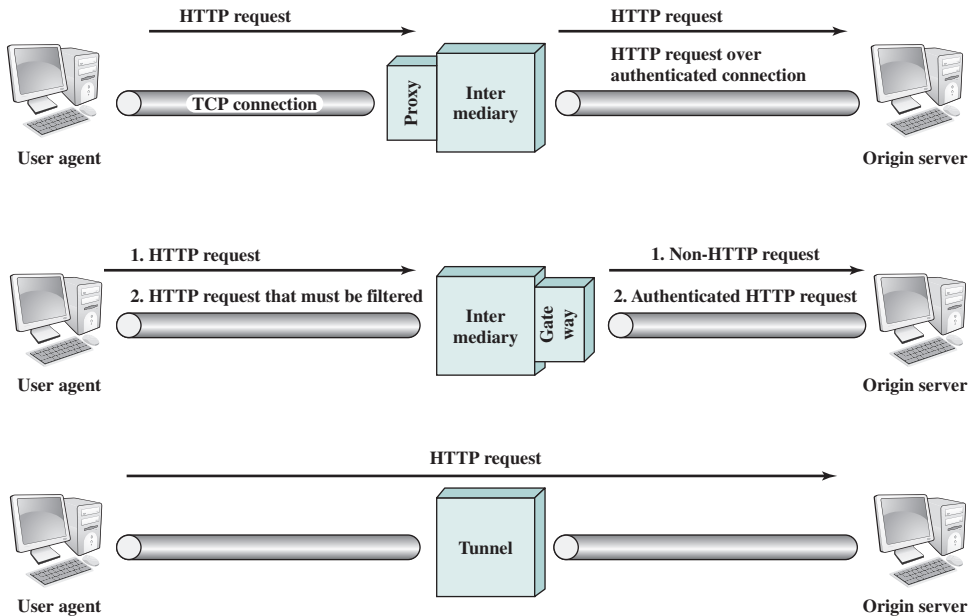 HTTP request
HTTP request
HTTP request over
authenticated connection
TCP connection
Proxy
Inter
mediary
User agent
Origin server
1. HTTP request
1. Non-HTTP request
2. HTTP request that must be filtered
2. Authenticated HTTP request
Inter
mediary
Gate
way
User agent
Origin server
HTTP request
Tunnel
User agent
Origin server